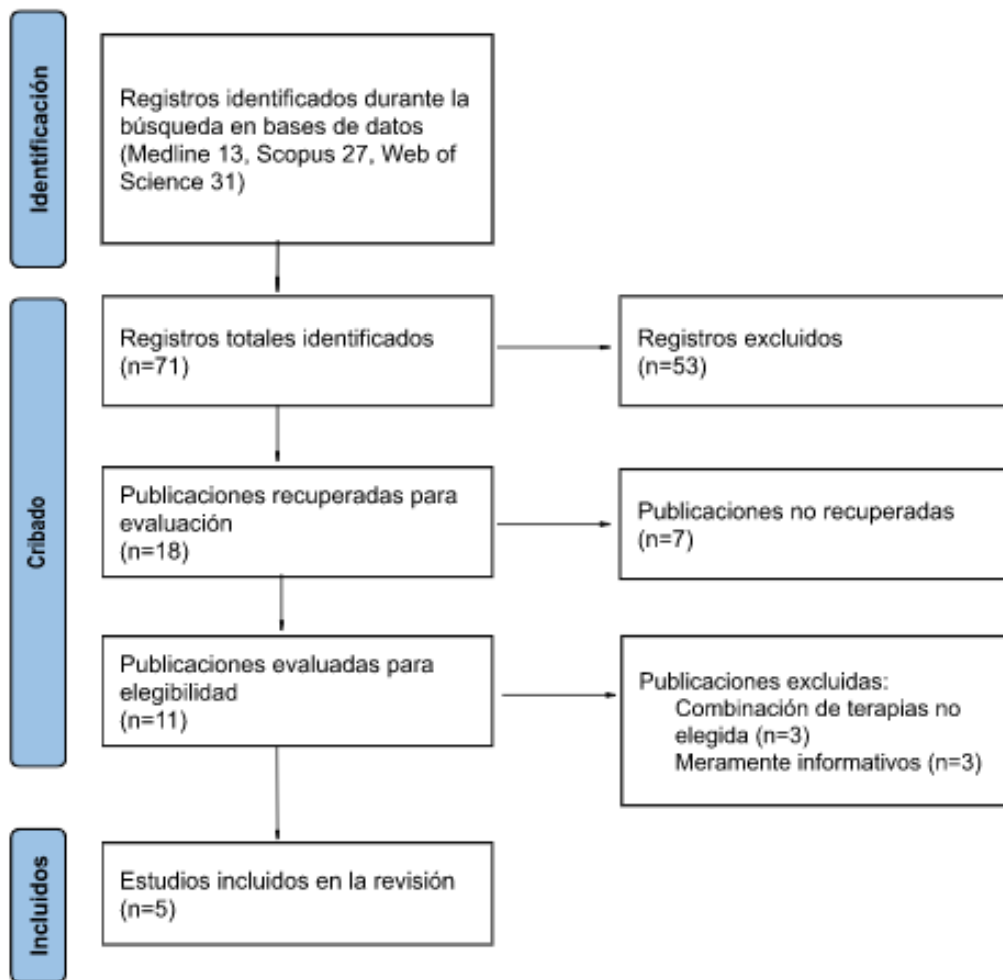 Identificación
Registros identificados durante la
búsqueda en bases de datos
(Medline 13, Scopus 27, Web of
Science 31)
Cribado
Registros totales identificados
(n=71)
Registros excluidos
(n=53)
Publicaciones recuperadas para
evaluación
(n=18)
Publicaciones no recuperadas
(n=7)
Publicaciones evaluadas para
elegibilidad
(n=11)
Publicaciones excluidas:
Combinación de terapias no
elegida (n=3)
Meramente informativos (n=3)
Incluidos
Estudios incluidos en la revisión
(n=5)